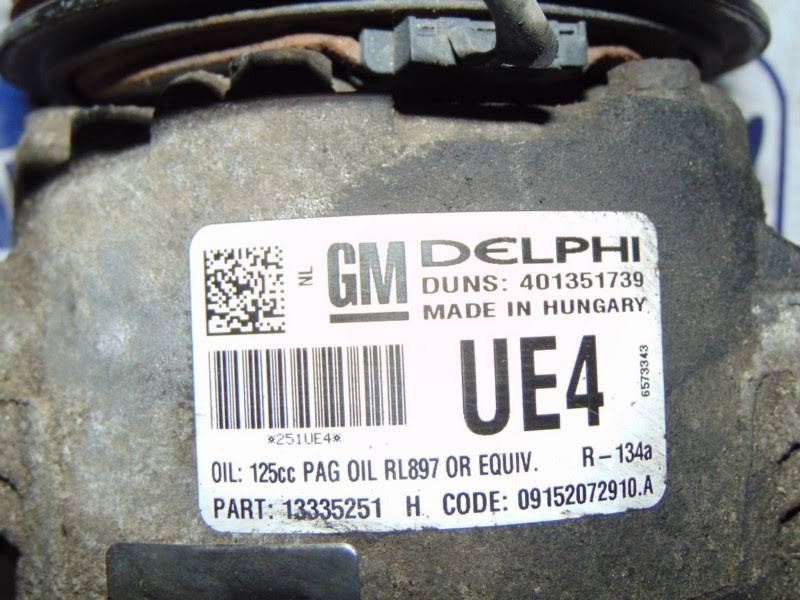 NL GM DELPHI
DUNS: 401351739
MADE IN HUNGARY
UE4
6573343
*251UE4*
OIL: 125cc PAG OIL RL897 OR EQUIV. R-134a
PART: 13335251 H CODE: 09152072910.A